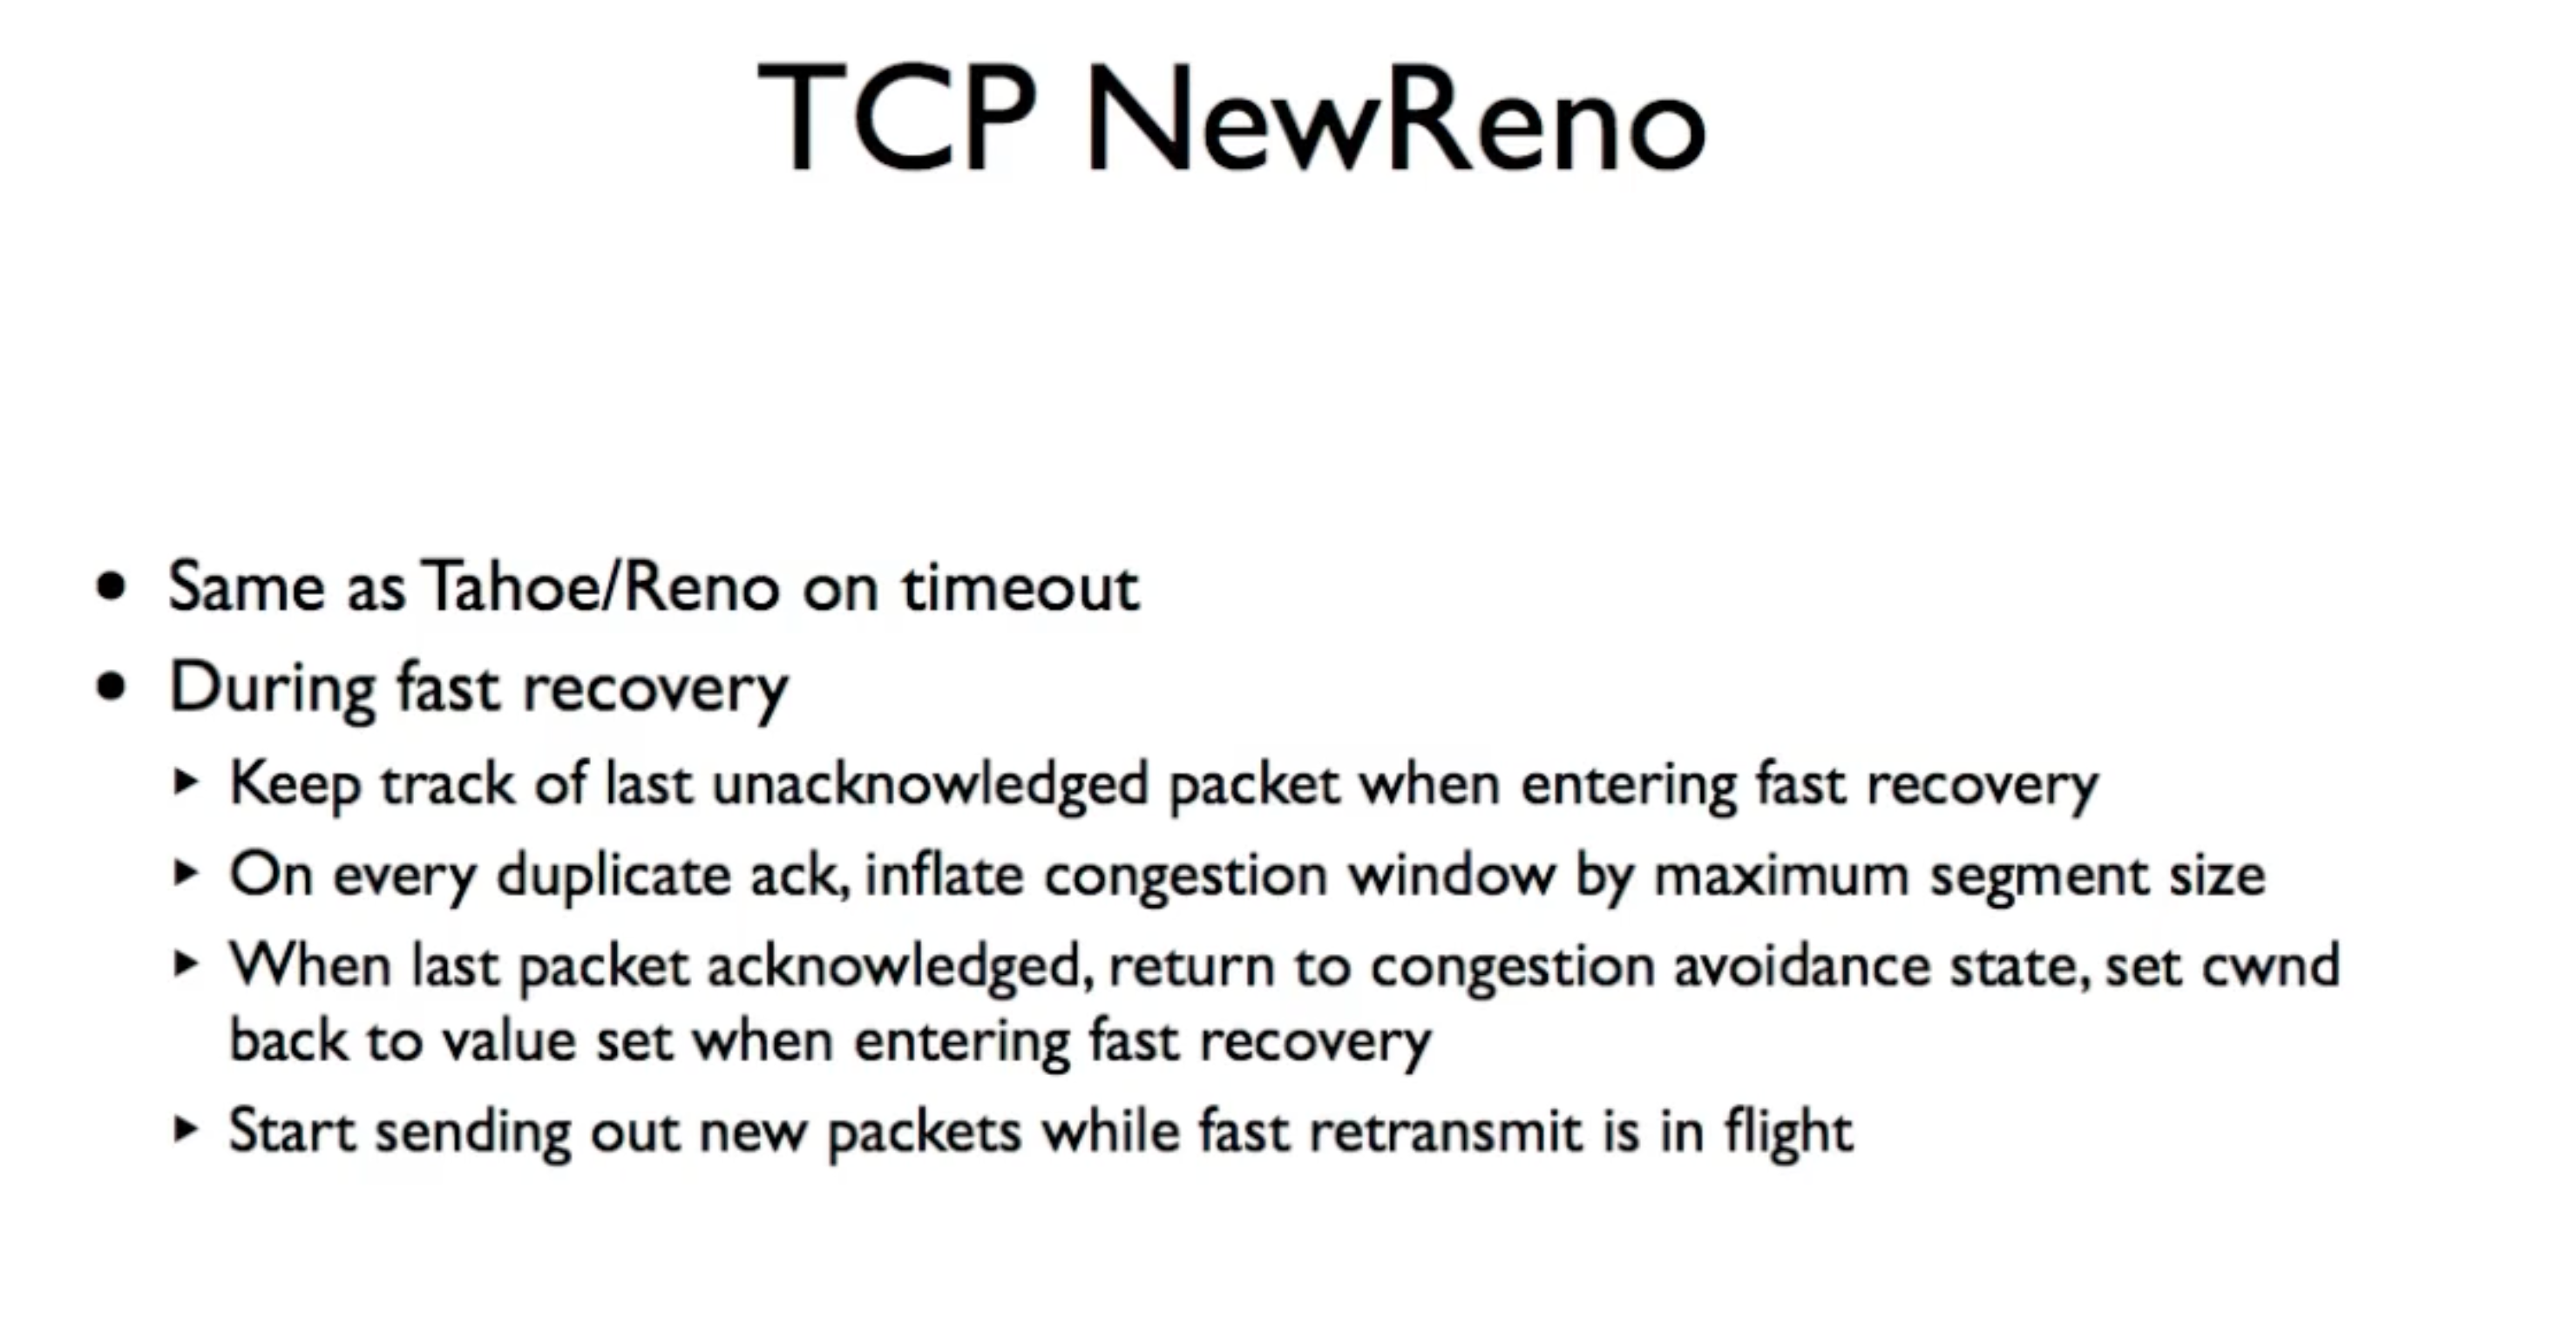 TCP NewReno
• Same as Tahoe/Reno on timeout
• During fast recovery
▸ Keep track of last unacknowledged packet when entering fast recovery
▸ On every duplicate ack, inflate congestion window by maximum segment size
▸ When last packet acknowledged, return to congestion avoidance state, set cwnd
back to value set when entering fast recovery
▸ Start sending out new packets while fast retransmit is in flight